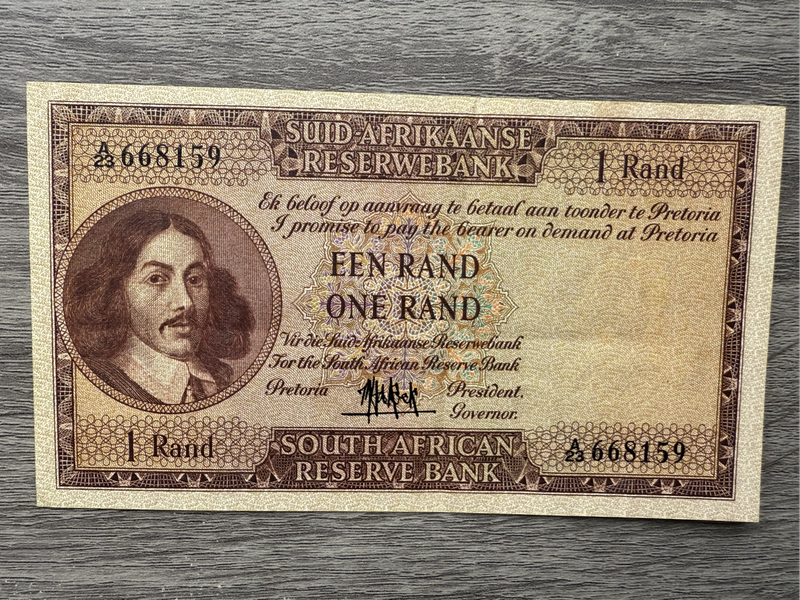 SUID-AFRIKAANSE
RESERWEBANK
A/23 668159
1 Rand
Ek beloof op aanvraag te betaal aan toonder te Pretoria
I promise to pay the bearer on demand at Pretoria
EEN RAND
ONE RAND
Vir die Suid-Afrikaanse Reserwebank
For the South African Reserve Bank
Pretoria President.
Governor.
1 Rand
SOUTH AFRICAN
RESERVE BANK
A/23 668159